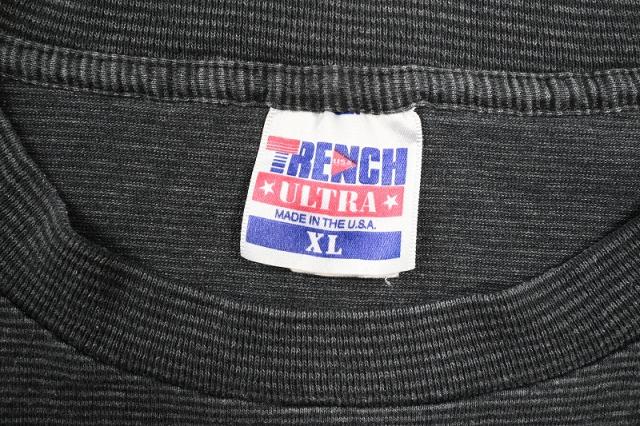 TRENCH
USA
ULTRA
MADE IN THE U.S.A.
XL